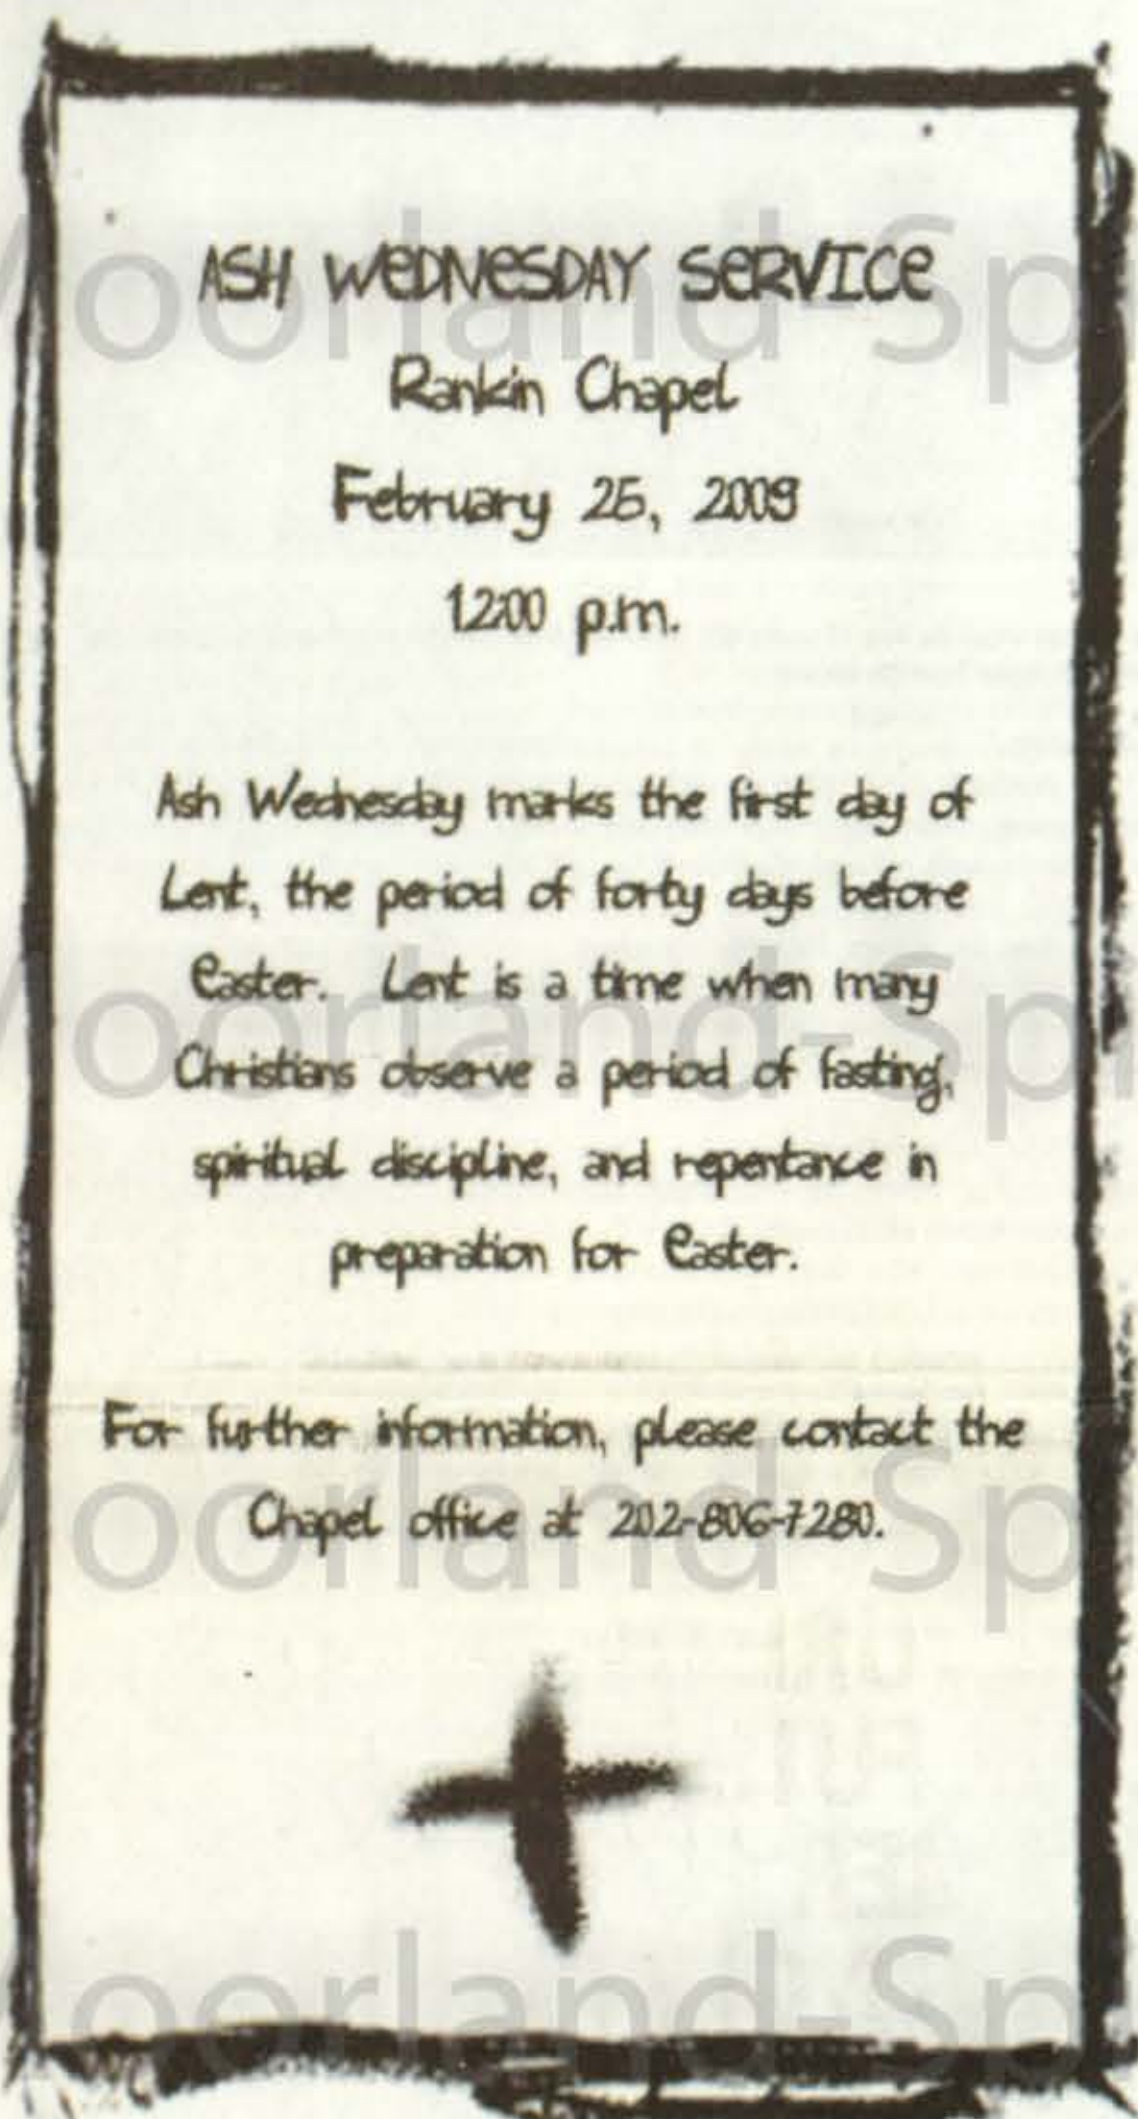 ASH WEDNESDAY SERVICE
Rankin Chapel
February 25, 2009
12:00 p.m.
Ash Wednesday marks the first day of
Lent, the period of forty days before
Easter. Lent is a time when many
Christians observe a period of fasting,
spiritual discipline, and repentance in
preparation for Easter.
For further information, please contact the
Chapel office at 202-806-7280.